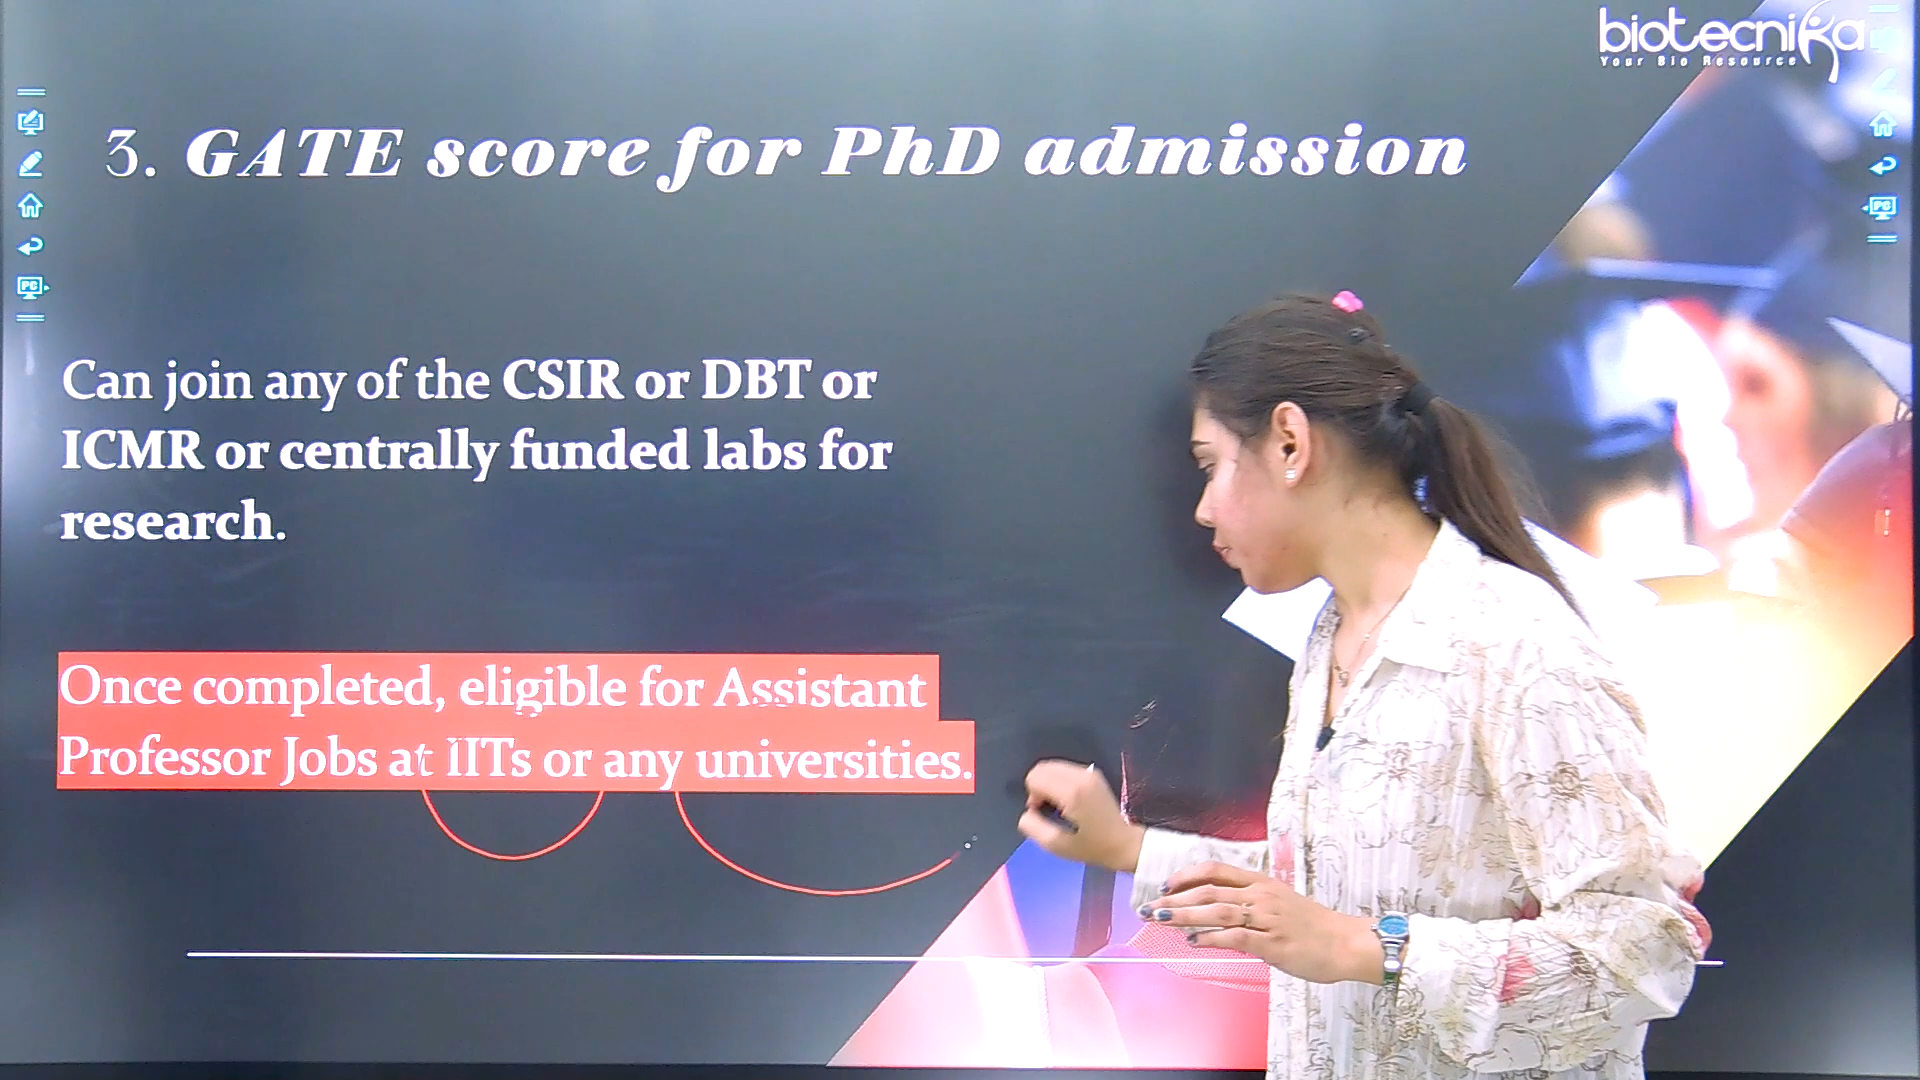 biotecnika
Your Bio Resource
3. GATE score for PhD admission
Can join any of the CSIR or DBT or
ICMR or centrally funded labs for
research.
Once completed, eligible for Assistant
Professor Jobs at IITs or any universities.
PC
PC